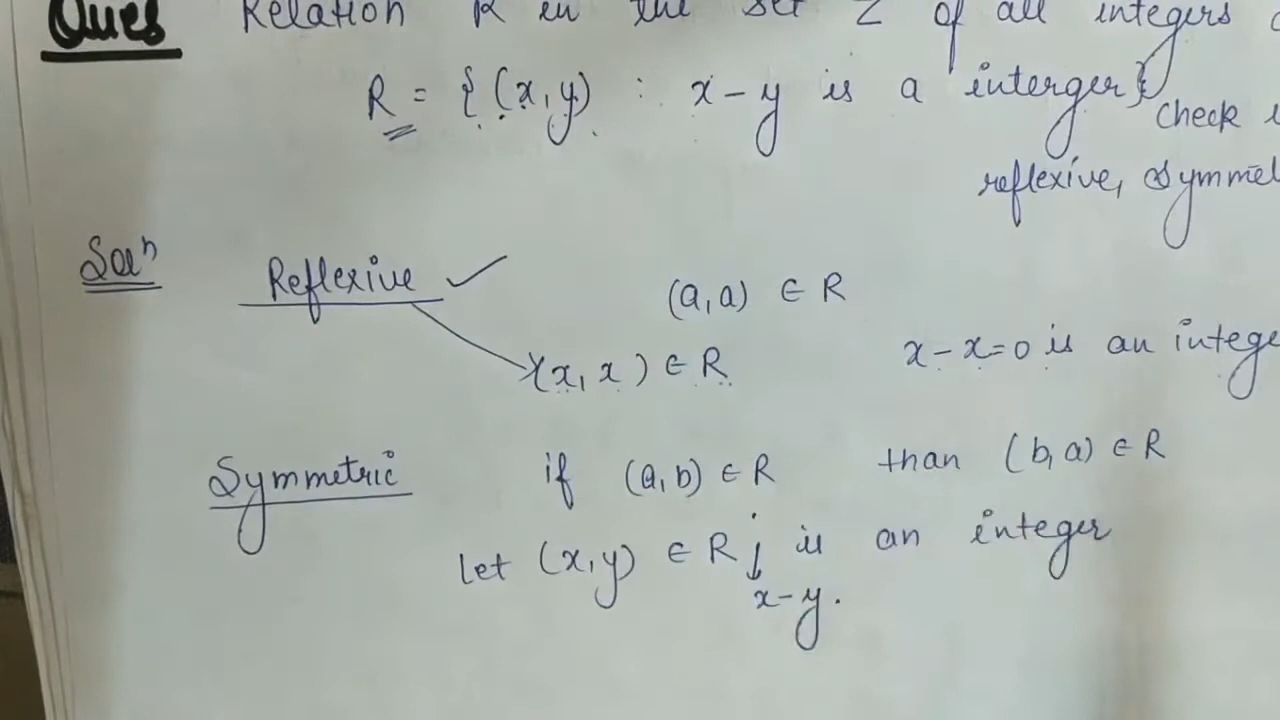 Ques Relation R in the set Z of all integers
R = {(x,y) : x-y is a interger}
Check
reflexive, Symmet
Solⁿ Reflexive ✓ (a,a) ∈ R
(x,x) ∈ R x-x=0 is an intege
Symmetric if (a,b) ∈ R than (b,a) ∈ R
let (x,y) ∈ R is an integer
x-y.